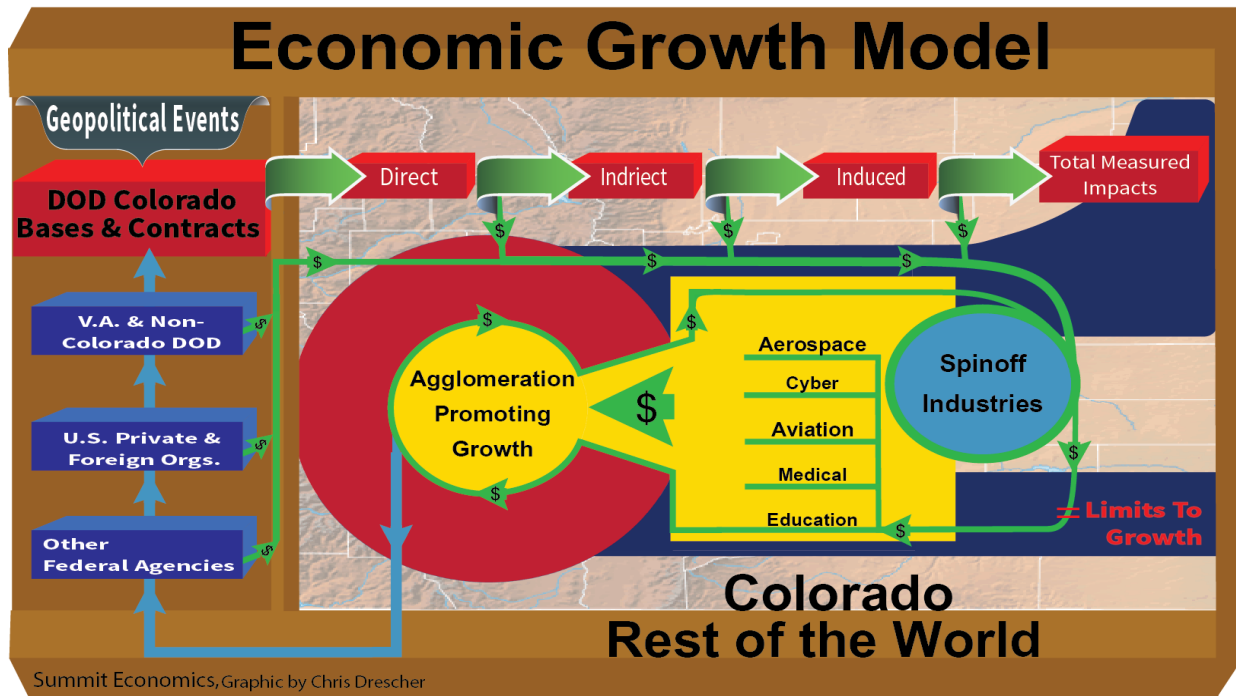 Economic Growth Model
Geopolitical Events
DOD Colorado
Bases & Contracts
Direct
Indriect
Induced
Total Measured
Impacts
$
$
$
$
$
$
V.A. & Non-
Colorado DOD
$
U.S. Private &
Foreign Orgs.
$
Other
Federal Agencies
$
$
Agglomeration
Promoting
Growth
$
$
$
Aerospace
Cyber
Aviation
Medical
Education
Spinoff
Industries
$
$
Limits To
Growth
Colorado
Rest of the World
Summit Economics, Graphic by Chris Drescher